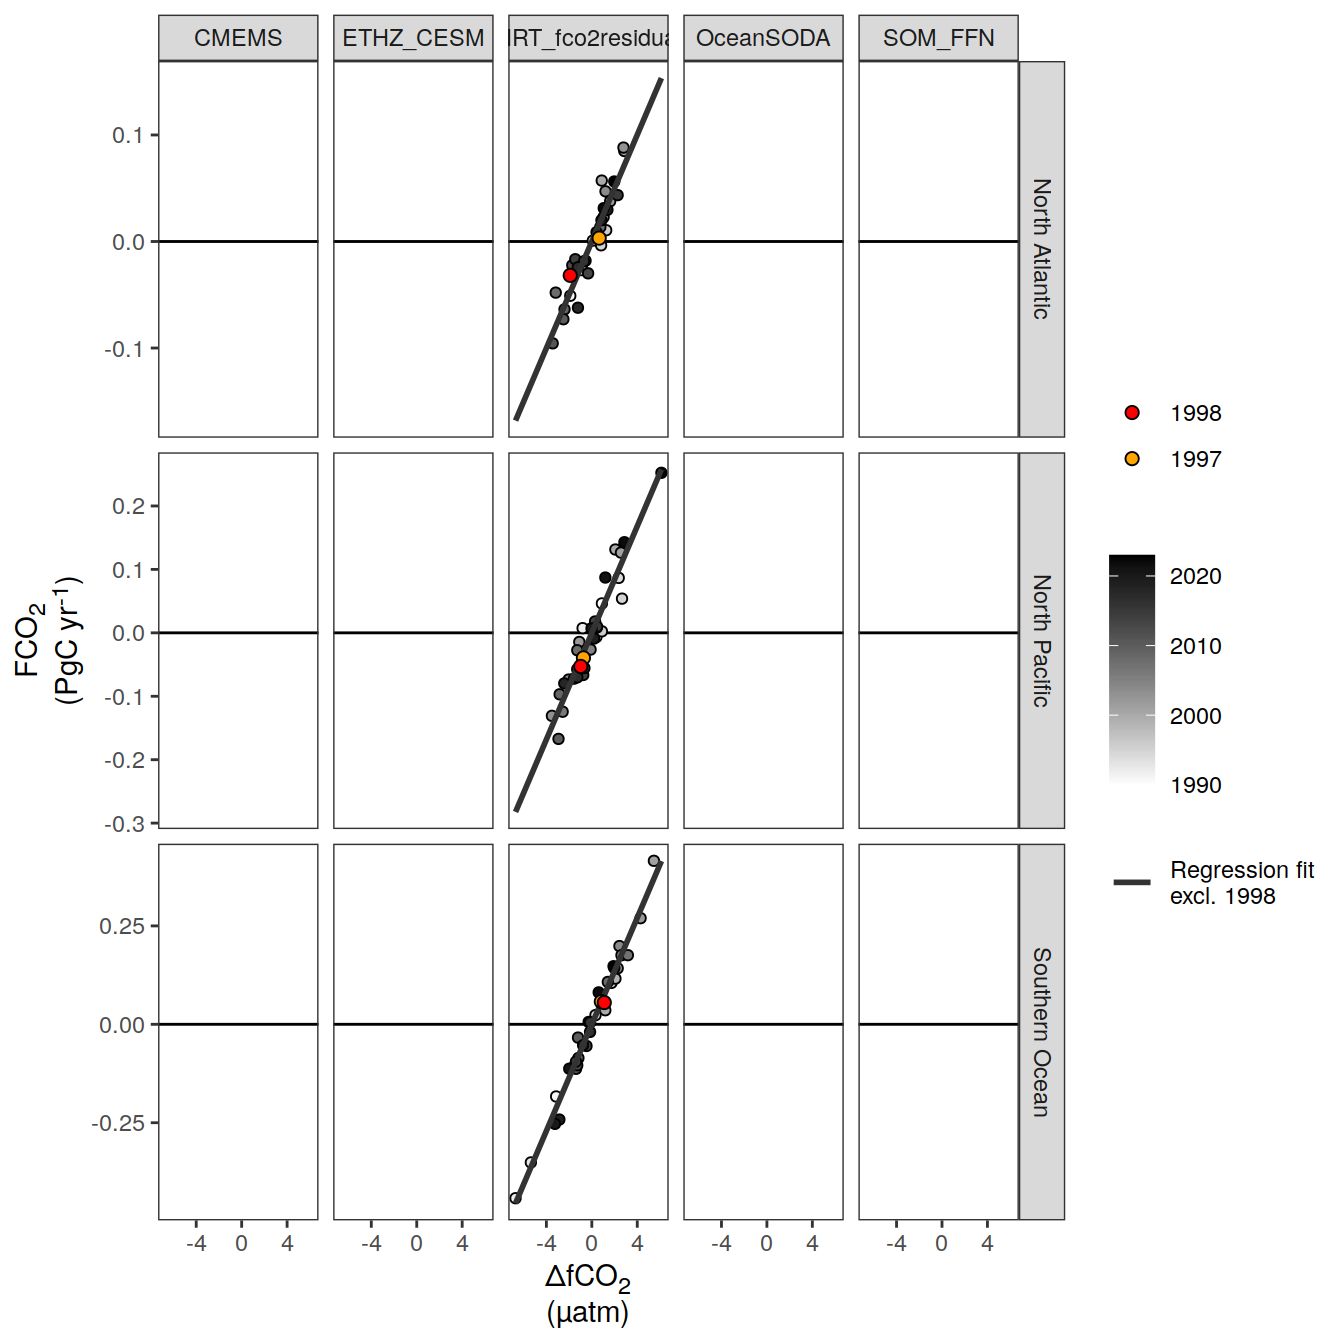 CMEMS ETHZ_CESM RT_fco2residua OceanSODA SOM_FFN
0.1
0.0
-0.1
North Atlantic
0.2
0.1
0.0
-0.1
-0.2
-0.3
North Pacific
0.25
0.00
-0.25
Southern Ocean
-4 0 4 -4 0 4 -4 0 4 -4 0 4 -4 0 4
ΔfCO2
(µatm)
FCO2
(PgC yr-1)
1998
1997
2020
2010
2000
1990
Regression fit
excl. 1998